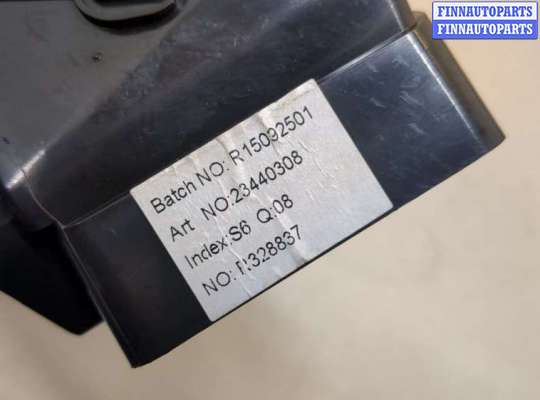 FINNAUTOPARTS
FINNAUTOPARTS
Batch NO: R15092501
Art NO:23440308
Index:S6 Q:08
NO: